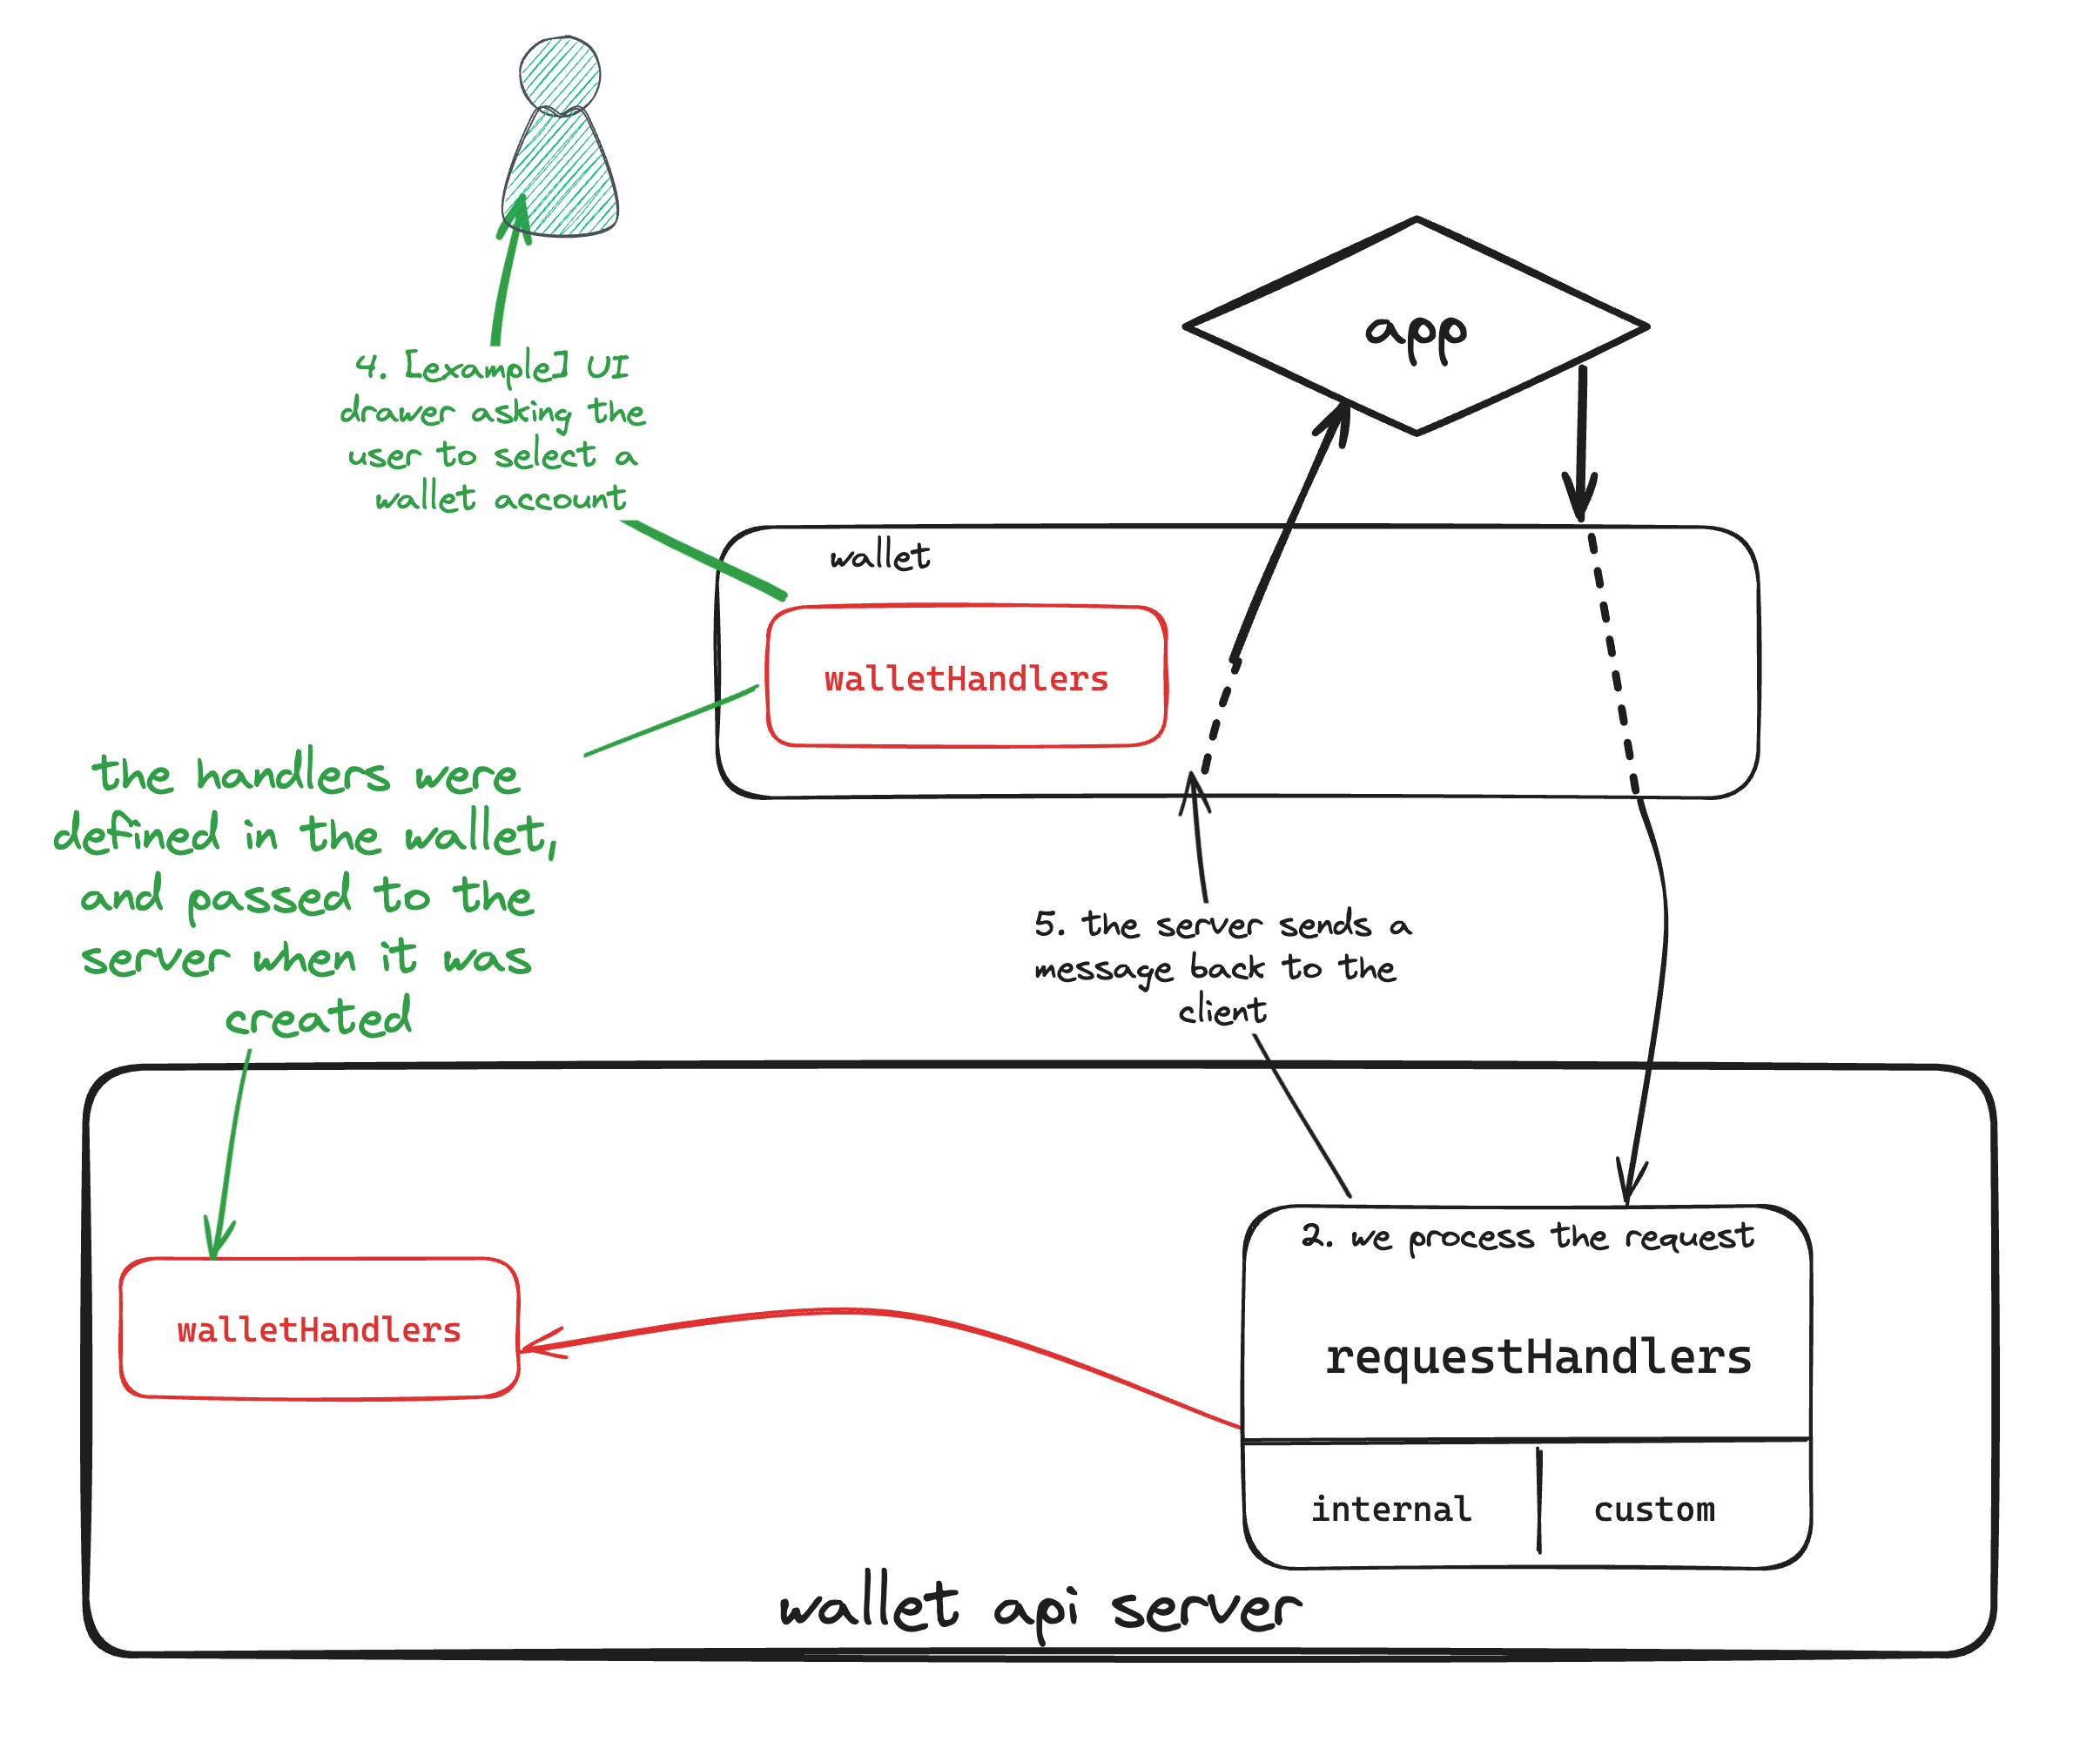 app
4. [example] UI
drawer asking the
user to select a
wallet account
wallet
walletHandlers
the handlers were
defined in the wallet,
and passed to the
server when it was
created
5. the server sends a
message back to the
client
2. we process the request
requestHandlers
walletHandlers
internal
custom
wallet api server